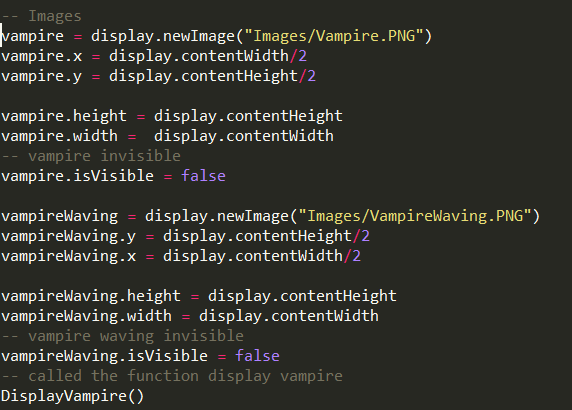 -- Images
vampire = display.newImage("Images/Vampire.PNG")
vampire.x = display.contentWidth/2
vampire.y = display.contentHeight/2
vampire.height = display.contentHeight
vampire.width =  display.contentWidth
-- vampire invisible
vampire.isVisible = false
vampireWaving = display.newImage("Images/VampireWaving.PNG")
vampireWaving.y = display.contentHeight/2
vampireWaving.x = display.contentWidth/2
vampireWaving.height = display.contentHeight
vampireWaving.width = display.contentWidth
-- vampire waving invisible
vampireWaving.isVisible = false
-- called the function display vampire
DisplayVampire()